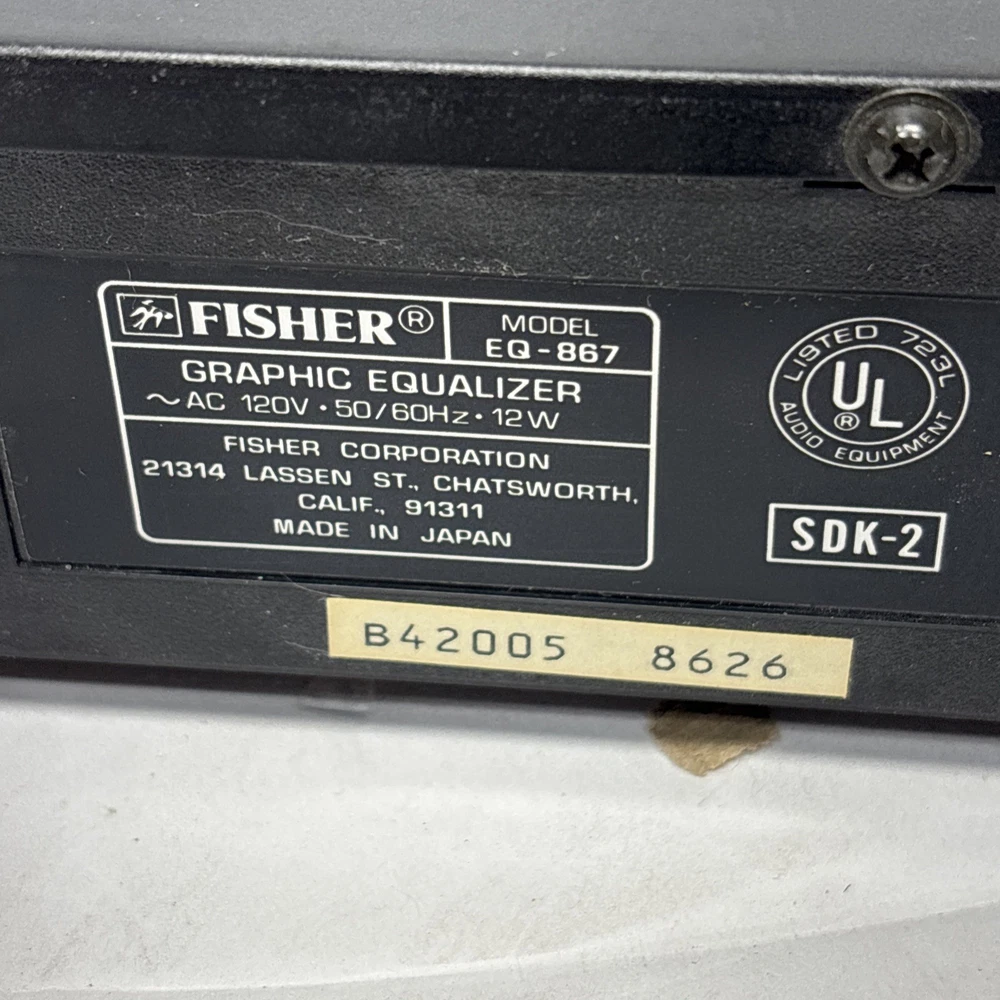 FISHER®
MODEL
EQ-867
GRAPHIC EQUALIZER
~AC 120V · 50/60Hz · 12W
FISHER CORPORATION
21314 LASSEN ST., CHATSWORTH,
CALIF., 91311
MADE IN JAPAN
LISTED 723L
UL®
AUDIO EQUIPMENT
SDK-2
B42005 8626